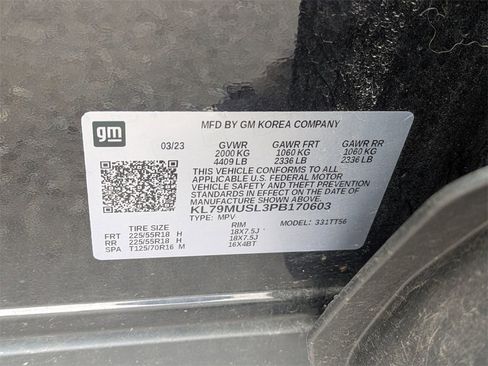 gm
MFD BY GM KOREA COMPANY
03/23 GVWR GAWR FRT GAWR RR
2000 KG 1060 KG 1060 KG
4409 LB 2336 LB 2336 LB
THIS VEHICLE CONFORMS TO ALL
APPLICABLE U.S. FEDERAL MOTOR
VEHICLE SAFETY AND THEFT
PREVENTION STANDARDS IN EFFECT ON
THE DATE OF MANUFACTURE SHOWN ABOVE.
KL79MUSL3PB170603
TYPE: MPV MODEL: 331TT56
TIRE SIZE RIM
FRT 225/55R18 H 18X7.5J
RR 225/55R18 H 18X7.5J
SPA T125/70R16 M 16X4BT